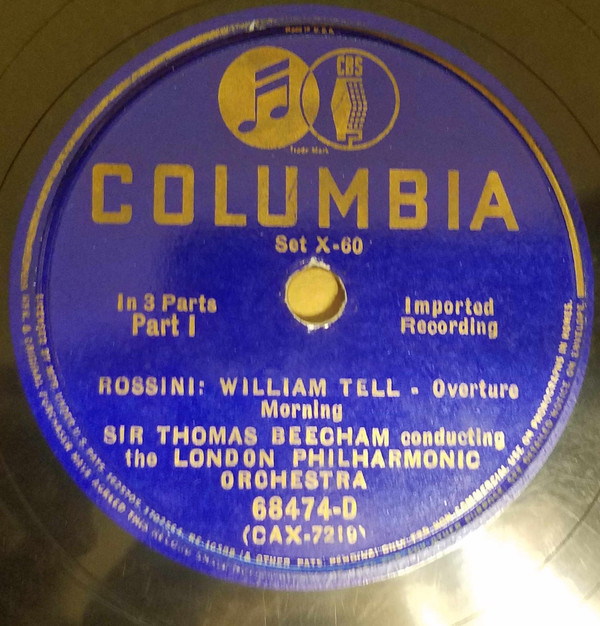 Made in U.S.A.
CBS
Trade Mark
COLUMBIA
Set X-60
In 3 Parts
Part I
Imported
Recording
ROSSINI: WILLIAM TELL - Overture
Morning
SIR THOMAS BEECHAM conducting
the LONDON PHILHARMONIC
ORCHESTRA
68474-D
(CAX-7219)